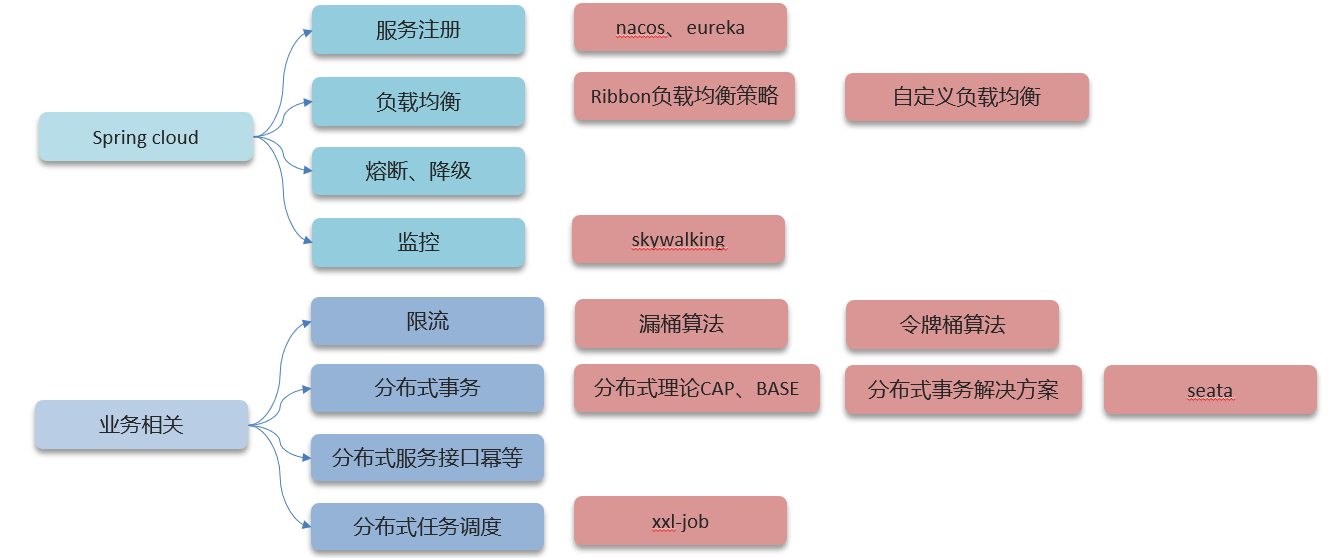 服务注册
nacos、eureka
负载均衡
Ribbon负载均衡策略
自定义负载均衡
Spring cloud
熔断、降级
监控
skywalking
限流
漏桶算法
令牌桶算法
分布式事务
分布式理论CAP、BASE
分布式事务解决方案
seata
业务相关
分布式服务接口幂等
分布式任务调度
xxl-job